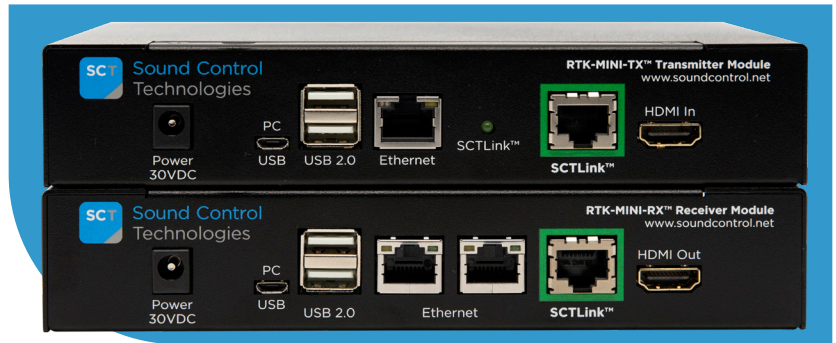 SCT
Sound Control
Technologies
RTK-MINI-TX™ Transmitter Module
www.soundcontrol.net
Power
30VDC
PC
USB
USB 2.0
Ethernet
SCTLink™
SCTLink™
HDMI In
SCT
Sound Control
Technologies
RTK-MINI-RX™ Receiver Module
www.soundcontrol.net
Power
30VDC
PC
USB
USB 2.0
Ethernet
SCTLink™
HDMI Out